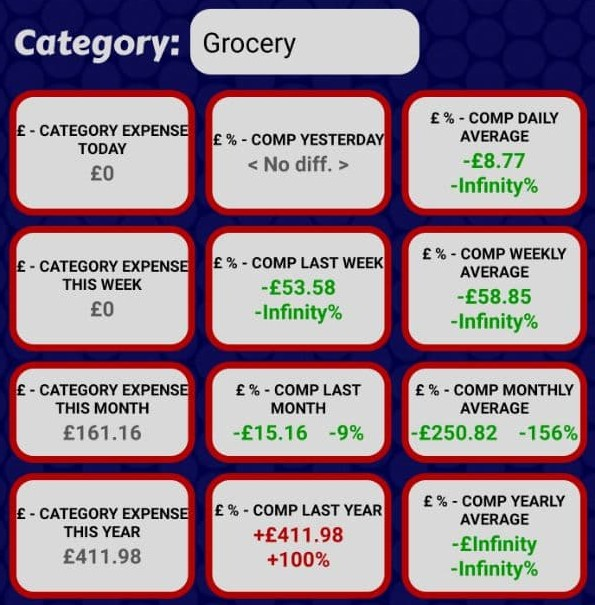 Category: Grocery
£ - CATEGORY EXPENSE
TODAY
£0
£ % - COMP YESTERDAY
< No diff. >
£ % - COMP DAILY
AVERAGE
-£8.77
-Infinity%
£ - CATEGORY EXPENSE
THIS WEEK
£0
£ % - COMP LAST WEEK
-£53.58
-Infinity%
£ % - COMP WEEKLY
AVERAGE
-£58.85
-Infinity%
£ - CATEGORY EXPENSE
THIS MONTH
£161.16
£ % - COMP LAST
MONTH
-£15.16 -9%
£ % - COMP MONTHLY
AVERAGE
-£250.82 -156%
£ - CATEGORY EXPENSE
THIS YEAR
£411.98
£ % - COMP LAST YEAR
+£411.98
+100%
£ % - COMP YEARLY
AVERAGE
-£Infinity
-Infinity%